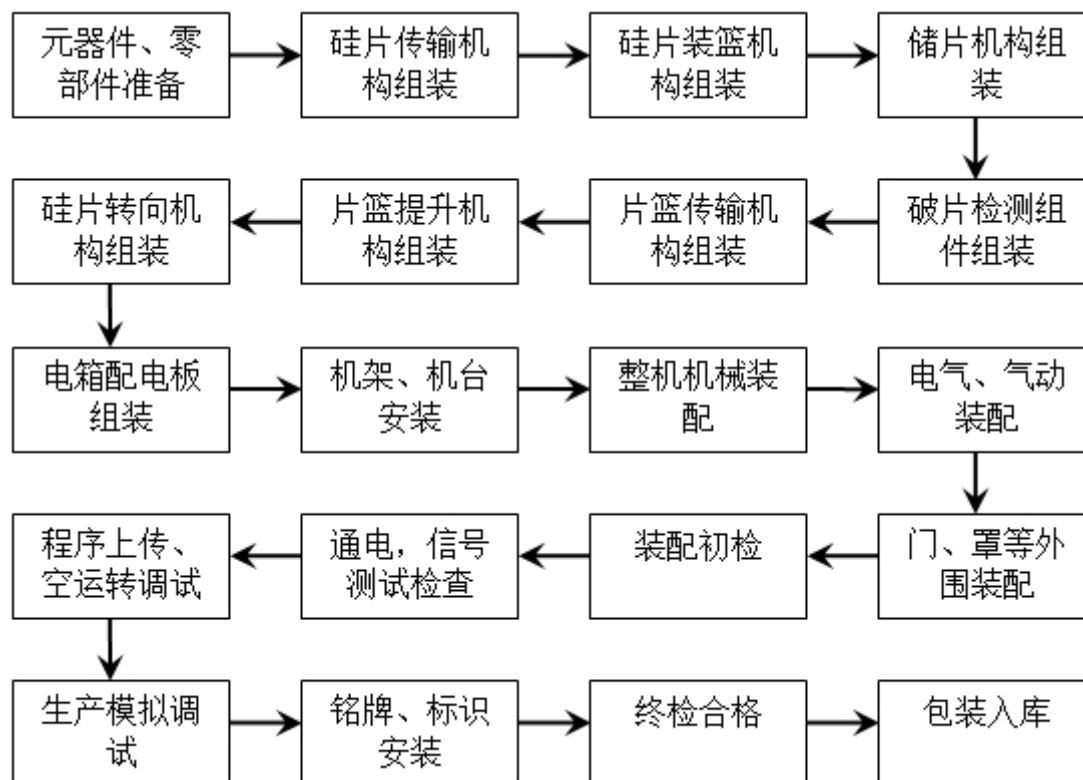 元器件、零
部件准备
硅片传输机
构组装
硅片装篮机
构组装
储片机构组
装
硅片转向机
构组装
片篮提升机
构组装
片篮传输机
构组装
破片检测组
件组装
电箱配电板
组装
机架、机台
安装
整机机械装
配
电气、气动
装配
程序上传、
空运转调试
通电，信号
测试检查
装配初检
门、罩等外
围装配
生产模拟调
试
铭牌、标识
安装
终检合格
包装入库